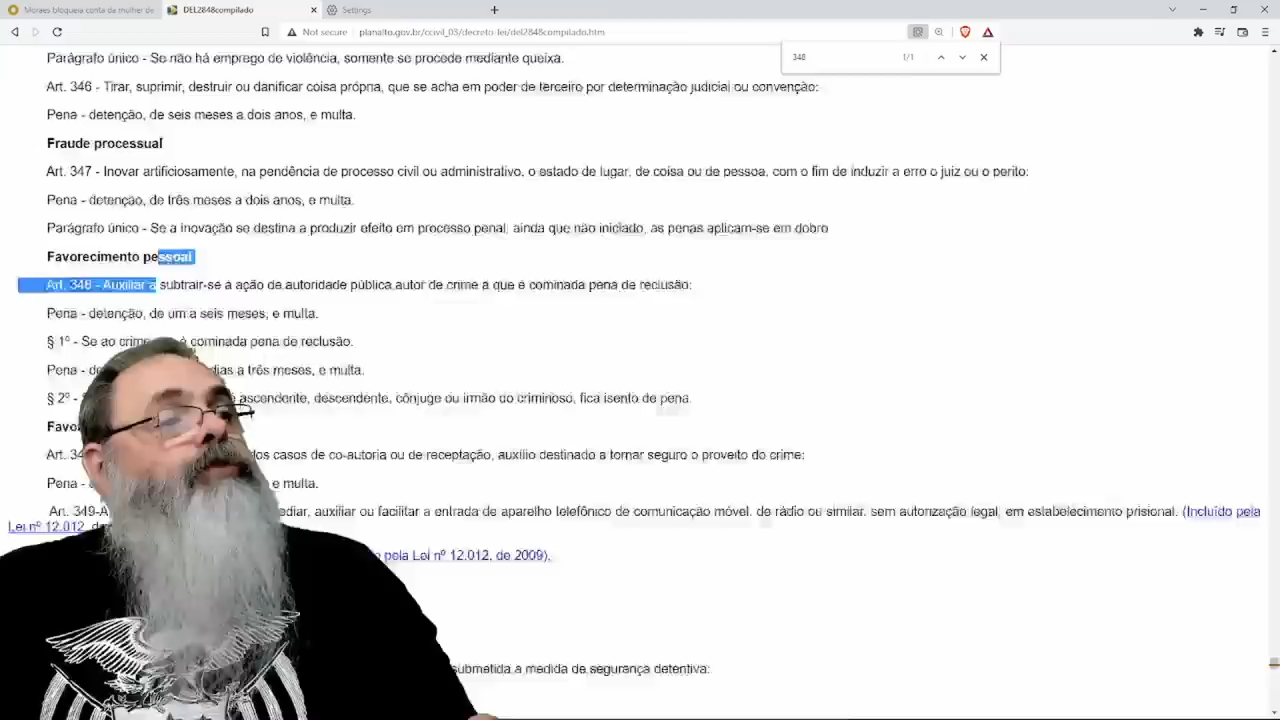 Moraes bloqueia conta da mulher de
DEL2848compilado
Settings
Not secure
planalto.gov.br/ccivil_03/decreto-lei/del2848compilado.htm
348
1/1
Parágrafo único - Se não há emprego de violência, somente se procede mediante queixa.
Art. 346 - Tirar, suprimir, destruir ou danificar coisa própria, que se acha em poder de terceiro por determinação judicial ou convenção:
Pena - detenção, de seis meses a dois anos, e multa.
Fraude processual
Art. 347 - Inovar artificiosamente, na pendência de processo civil ou administrativo, o estado de lugar, de coisa ou de pessoa, com o fim de induzir a erro o juiz ou o perito:
Pena - detenção, de três meses a dois anos, e multa.
Parágrafo único - Se a inovação se destina a produzir efeito em processo penal, ainda que não iniciado, as penas aplicam-se em dobro
Favorecimento pessoal
Art. 348 - Auxiliar a subtrair-se à ação de autoridade pública autor de crime a que é cominada pena de reclusão:
Pena - detenção, de um a seis meses, e multa.
§ 1º - Se ao crime é cominada pena de reclusão.
Pena - dias a três meses, e multa.
§ 2º - ascendente, descendente, cônjuge ou irmão do criminoso, fica isento de pena.
Art. dos casos de co-autoria ou de receptação, auxílio destinado a tornar seguro o proveito do crime:
Pena - e multa.
Art. 349-A auxiliar ou facilitar a entrada de aparelho telefônico de comunicação móvel, de rádio ou similar, sem autorização legal, em estabelecimento prisional. (Incluído pela
Lei nº 12.012,
pela Lei nº 12.012, de 2009).
submetida a medida de segurança detentiva: